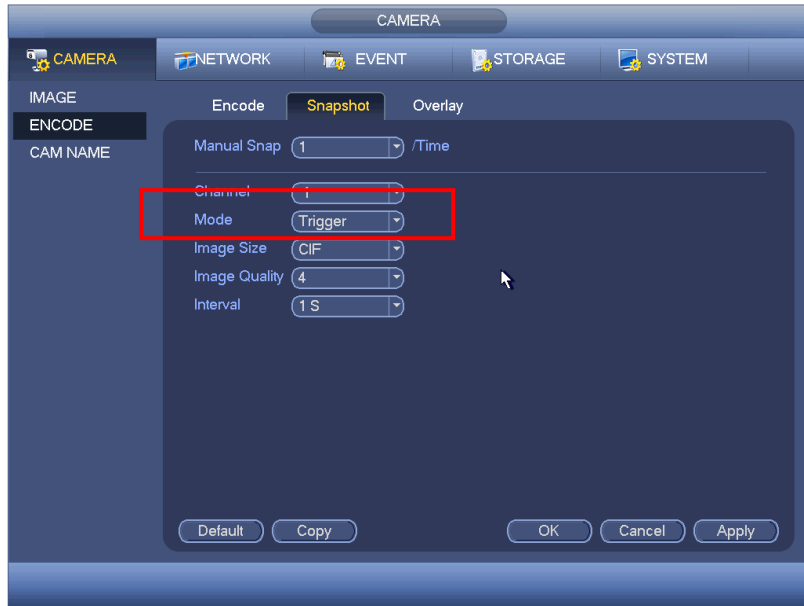 CAMERA
CAMERA NETWORK EVENT STORAGE SYSTEM
IMAGE
ENCODE
CAM NAME
Encode Snapshot Overlay
Manual Snap 1 /Time
Channel 1
Mode Trigger
Image Size CIF
Image Quality 4
Interval 1 S
Default Copy OK Cancel Apply